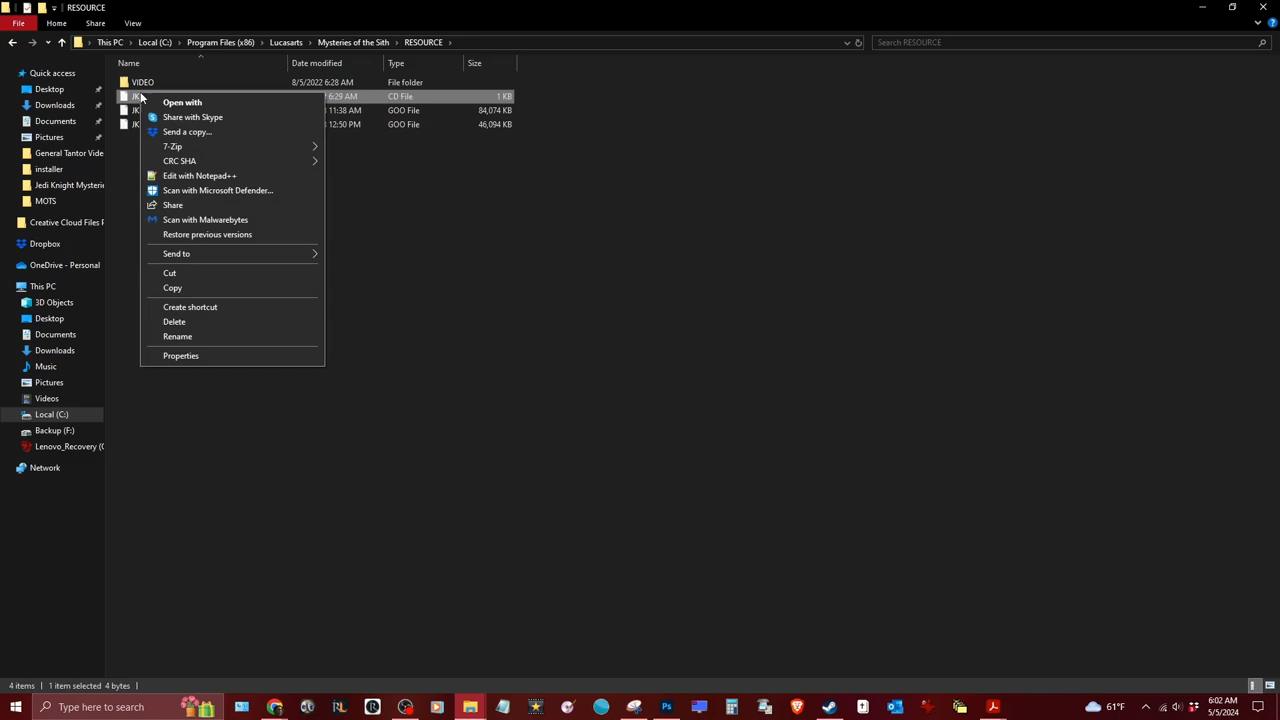 RESOURCE
File
Home
Share
View
This PC
Local (C:)
Program Files (x86)
Lucasarts
Mysteries of the Sith
RESOURCE
Search RESOURCE
Name
Date modified
Type
Size
Quick access
Desktop
Downloads
Documents
Pictures
General Tantor Vide
installer
Jedi Knight Mysterie
MOTS
Creative Cloud Files P
Dropbox
OneDrive - Personal
This PC
3D Objects
Desktop
Documents
Downloads
Music
Pictures
Videos
Local (C:)
Backup (F:)
Lenovo_Recovery (
Network
VIDEO 8/5/2022 6:28 AM File folder
JK 6:29 AM CD File 1 KB
JK 11:38 AM GOO File 84,074 KB
JK 12:50 PM GOO File 46,094 KB
Open with
Share with Skype
Send a copy...
7-Zip
CRC SHA
Edit with Notepad++
Scan with Microsoft Defender...
Share
Scan with Malwarebytes
Restore previous versions
Send to
Cut
Copy
Create shortcut
Delete
Rename
Properties
4 items 1 item selected 4 bytes
Type here to search
61°F
6:02 AM
5/5/2024